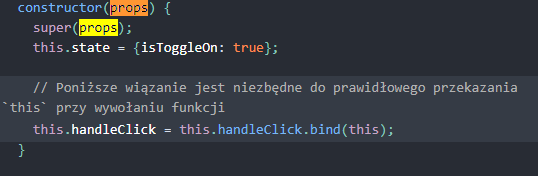 constructor(props) {
super(props);
this.state = {isToggleOn: true};
// Poniższe wiązanie jest niezbędne do prawidłowego przekazania
`this` przy wywołaniu funkcji
this.handleClick = this.handleClick.bind(this);
}